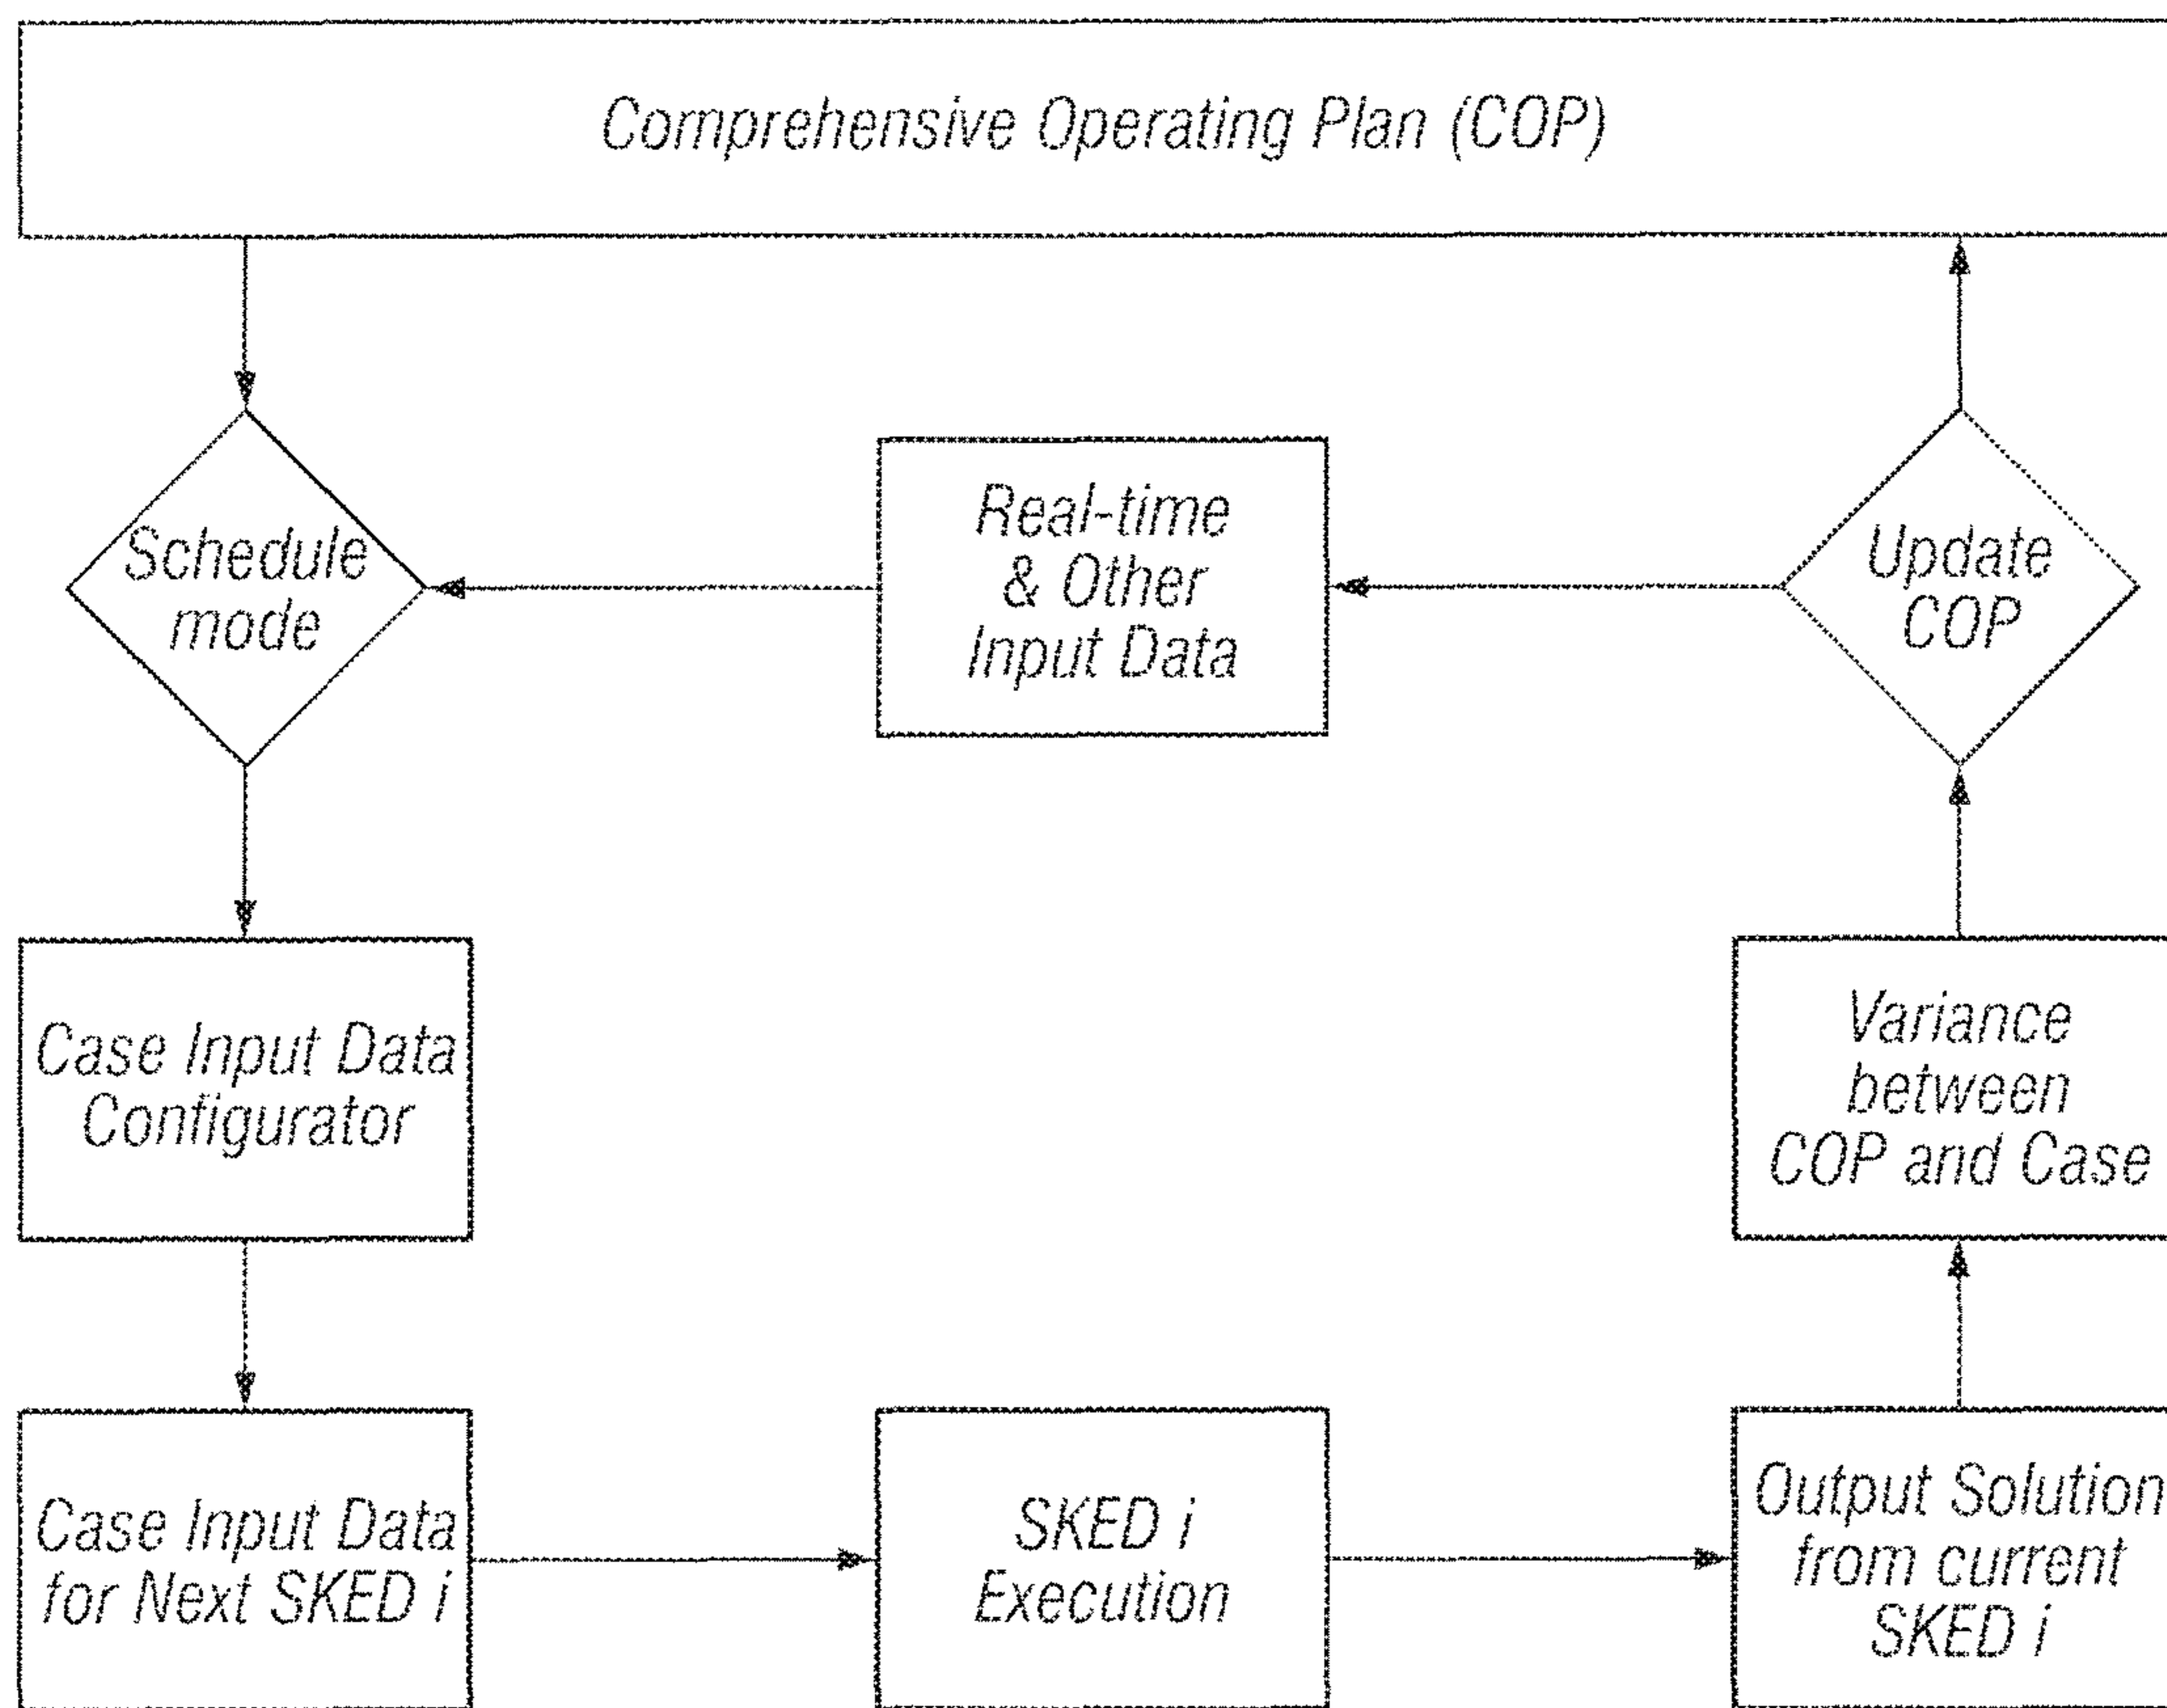 Comprehensive Operating Plan (COP)
Schedule
mode
Real-time
& Other
Input Data
Update
COP
Case Input Data
Configurator
Variance
between
COP and Case
Case Input Data
for Next SKED i
SKED i
Execution
Output Solution
from current
SKED i